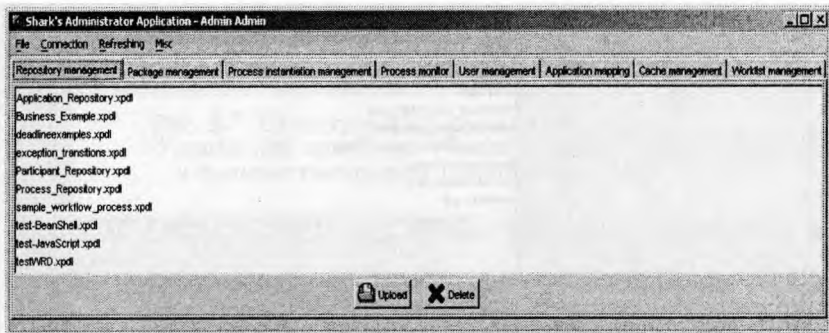 Shark's Administrator Application - Admin Admin
File Connection Refreshing Misc
Repository management Package management Process instantiation management Process monitor User management Application mapping Cache management Worklist management
Application_Repository.xpdl
Business_Example.xpdl
deadlineexamples.xpdl
exception_transitions.xpdl
Participant_Repository.xpdl
Process_Repository.xpdl
sample_workflow_process.xpdl
test-BeanShell.xpdl
test-JavaScript.xpdl
testWRD.xpdl
Upload Delete